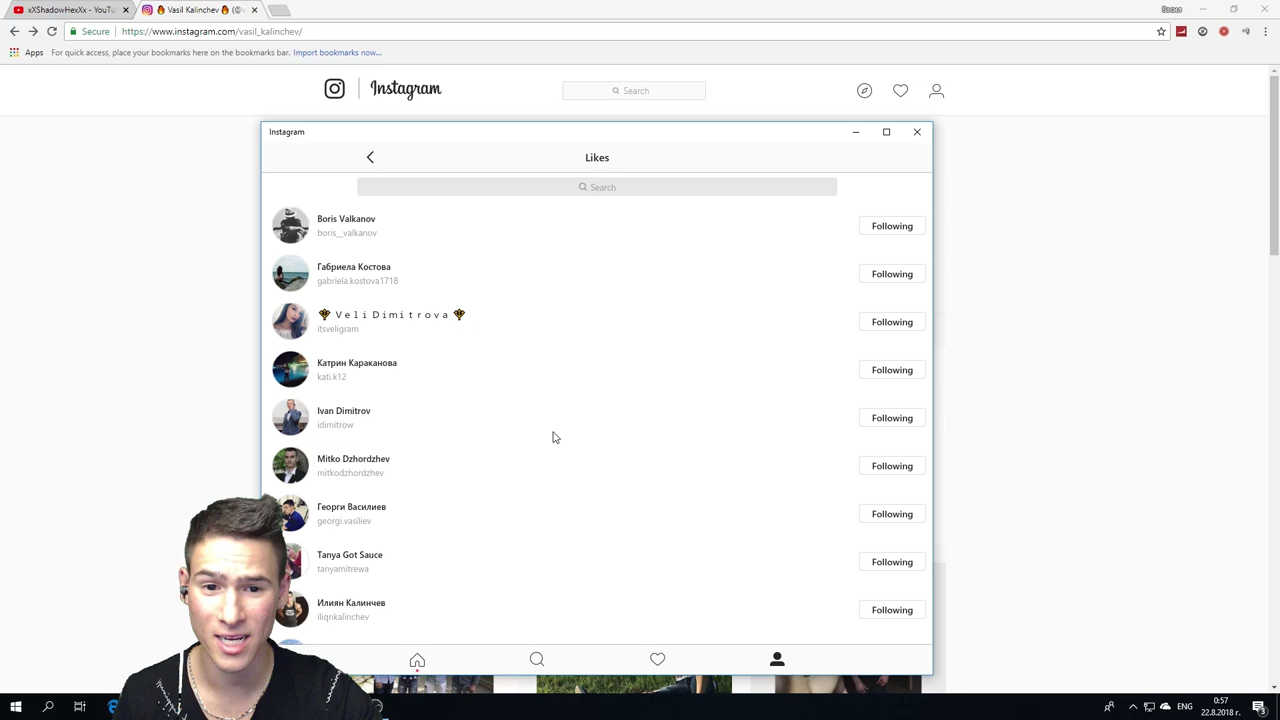 xXShadowHexXx - YouTu
🔥 Vasil Kalinchev 🔥 (@
Secure
https://www.instagram.com/vasil_kalinchev/
Apps
For quick access, place your bookmarks here on the bookmarks bar. Import bookmarks now...
Instagram
Search
Instagram
Likes
Search
Boris Valkanov
boris__valkanov
Following
Габриела Костова
gabriela.kostova1718
Following
Veli Dimitrova
itsveligram
Following
Катрин Караканова
kati.k12
Following
Ivan Dimitrov
idimitrow
Following
Mitko Dzhordzhev
mitkodzhordzhev
Following
Георги Василиев
georgi.vasiliev
Following
Tanya Got Sauce
tanyamitrewa
Following
Илиян Калинчев
iliqnkalinchev
Following
ENG
0:57
22.8.2018 г.
3